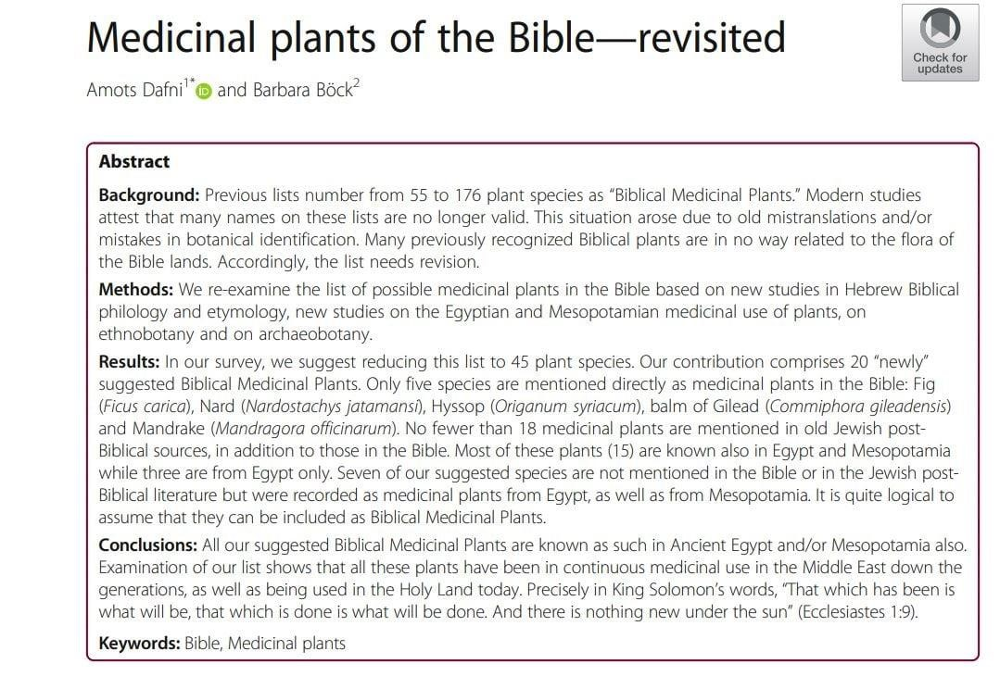 Medicinal plants of the Bible—revisited
Check for
updates
Amots Dafni1* iD and Barbara Böck2
Abstract
Background: Previous lists number from 55 to 176 plant species as “Biblical Medicinal Plants.” Modern studies
attest that many names on these lists are no longer valid. This situation arose due to old mistranslations and/or
mistakes in botanical identification. Many previously recognized Biblical plants are in no way related to the flora of
the Bible lands. Accordingly, the list needs revision.
Methods: We re-examine the list of possible medicinal plants in the Bible based on new studies in Hebrew Biblical
philology and etymology, new studies on the Egyptian and Mesopotamian medicinal use of plants, on
ethnobotany and on archaeobotany.
Results: In our survey, we suggest reducing this list to 45 plant species. Our contribution comprises 20 “newly”
suggested Biblical Medicinal Plants. Only five species are mentioned directly as medicinal plants in the Bible: Fig
(Ficus carica), Nard (Nardostachys jatamansi), Hyssop (Origanum syriacum), balm of Gilead (Commiphora gileadensis)
and Mandrake (Mandragora officinarum). No fewer than 18 medicinal plants are mentioned in old Jewish post-
Biblical sources, in addition to those in the Bible. Most of these plants (15) are known also in Egypt and Mesopotamia
while three are from Egypt only. Seven of our suggested species are not mentioned in the Bible or in the Jewish post-
Biblical literature but were recorded as medicinal plants from Egypt, as well as from Mesopotamia. It is quite logical to
assume that they can be included as Biblical Medicinal Plants.
Conclusions: All our suggested Biblical Medicinal Plants are known as such in Ancient Egypt and/or Mesopotamia also.
Examination of our list shows that all these plants have been in continuous medicinal use in the Middle East down the
generations, as well as being used in the Holy Land today. Precisely in King Solomon’s words, “That which has been is
what will be, that which is done is what will be done. And there is nothing new under the sun” (Ecclesiastes 1:9).
Keywords: Bible, Medicinal plants